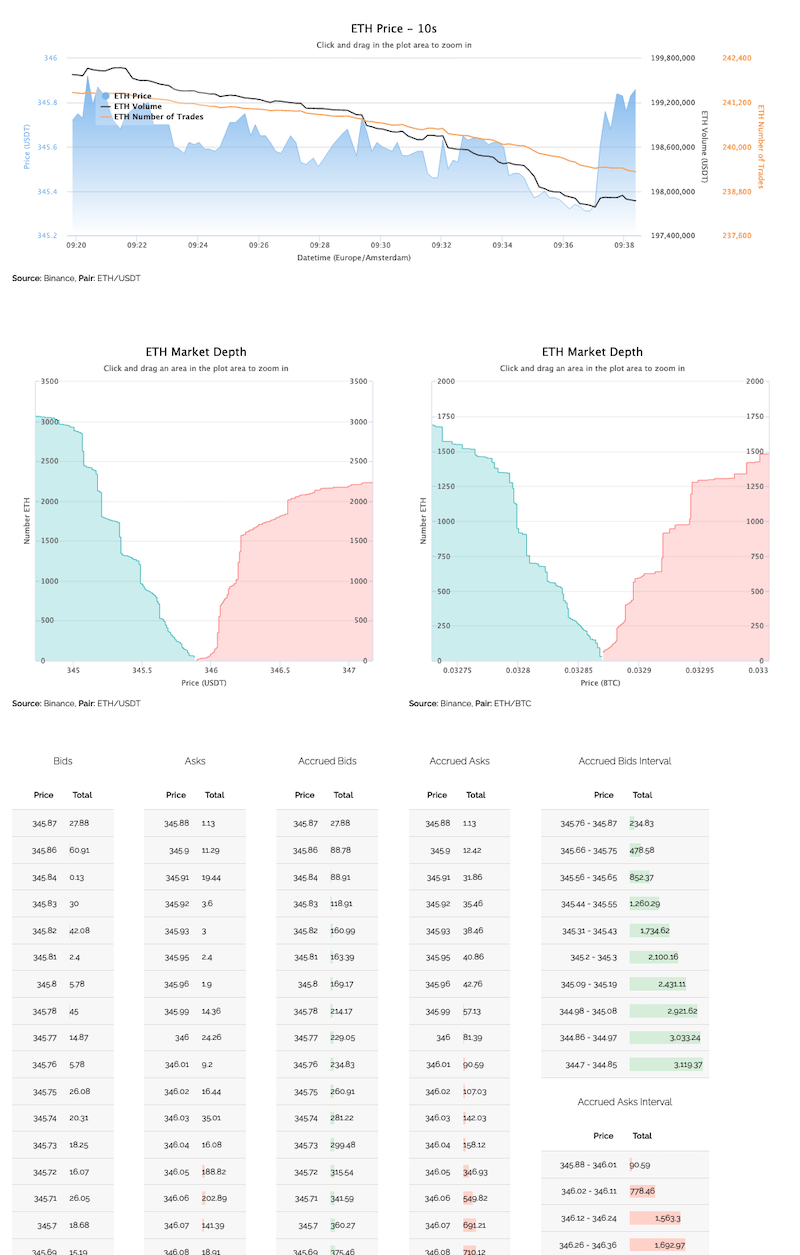 ETH Price - 10s
Click and drag in the plot area to zoom in
346
345.8
345.6
345.4
345.2
Price (USDT)
ETH Price
ETH Volume
ETH Number of Trades
199,800,000
199,200,000
198,600,000
198,000,000
197,400,000
ETH Volume (USDT)
242,400
241,200
240,000
238,800
237,600
ETH Number of Trades
09:20 09:22 09:24 09:26 09:28 09:30 09:32 09:34 09:36 09:38
Datetime (Europe/Amsterdam)
Source: Binance, Pair: ETH/USDT
ETH Market Depth
Click and drag an area in the plot area to zoom in
Number ETH
3500 3500
3000 3000
2500 2500
2000 2000
1500 1500
1000 1000
500 500
0 0
345 345.5 346 346.5 347
Price (USDT)
Source: Binance, Pair: ETH/USDT
ETH Market Depth
Click and drag an area in the plot area to zoom in
Number ETH
2000 2000
1750 1750
1500 1500
1250 1250
1000 1000
750 750
500 500
250 250
0 0
0.03275 0.0328 0.03285 0.0329 0.03295 0.033
Price (BTC)
Source: Binance, Pair: ETH/BTC
Bids
Price Total
345.87 27.88
345.86 60.91
345.84 0.13
345.83 30
345.82 42.08
345.81 2.4
345.8 5.78
345.78 45
345.77 14.87
345.76 5.78
345.75 26.08
345.74 20.31
345.73 18.25
345.72 16.07
345.71 26.05
345.7 18.68
345.69 15.19
Asks
Price Total
345.88 1.13
345.9 11.29
345.91 19.44
345.92 3.6
345.93 3
345.95 2.4
345.96 1.9
345.99 14.36
346 24.26
346.01 9.2
346.02 16.44
346.03 35.01
346.04 16.08
346.05 188.82
346.06 202.89
346.07 141.39
346.08 18.91
Accrued Bids
Price Total
345.87 27.88
345.86 88.78
345.84 88.91
345.83 118.91
345.82 160.99
345.81 163.39
345.8 169.17
345.78 214.17
345.77 229.05
345.76 234.83
345.75 260.91
345.74 281.22
345.73 299.48
345.72 315.54
345.71 341.59
345.7 360.27
345.69 375.46
Accrued Asks
Price Total
345.88 1.13
345.9 12.42
345.91 31.86
345.92 35.46
345.93 38.46
345.95 40.86
345.96 42.76
345.99 57.13
346 81.39
346.01 90.59
346.02 107.03
346.03 142.03
346.04 158.12
346.05 346.93
346.06 549.82
346.07 691.21
346.08 710.12
Accrued Bids Interval
Price Total
345.76 - 345.87 234.83
345.66 - 345.75 478.58
345.56 - 345.65 852.37
345.44 - 345.55 1,260.29
345.31 - 345.43 1,734.62
345.2 - 345.3 2,100.16
345.09 - 345.19 2,431.11
344.98 - 345.08 2,921.62
344.86 - 344.97 3,033.24
344.7 - 344.85 3,119.37
Accrued Asks Interval
Price Total
345.88 - 346.01 90.59
346.02 - 346.11 778.46
346.12 - 346.24 1,563.3
346.26 - 346.36 1,692.97